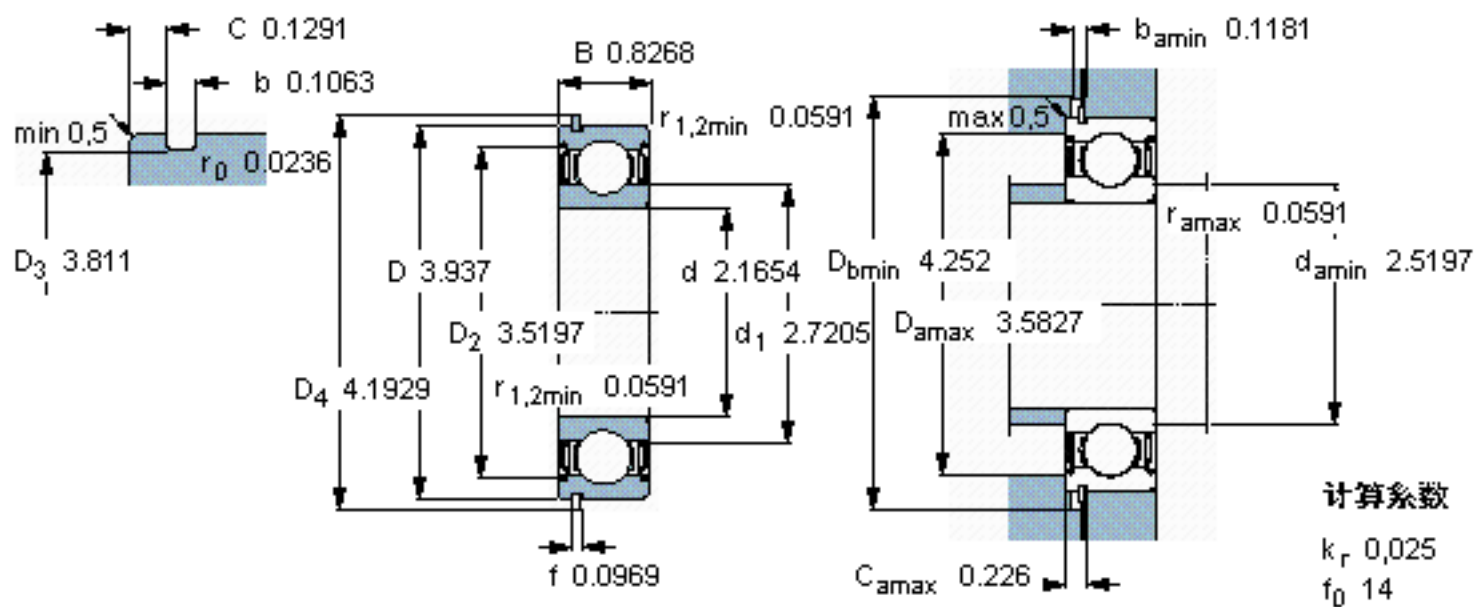 C 0.1291
b 0.1063
min 0,5
r0 0.0236
D3 3.811
B 0.8268
r1,2min 0.0591
D 3.937
d 2.1654
D2 3.5197
d1 2.7205
D4 4.1929
r1,2min 0.0591
f 0.0969
bamin 0.1181
max 0,5
ramax 0.0591
Dbmin 4.252
damin 2.5197
Damax 3.5827
Camax 0.226
计算系数
kr 0,025
f0 14